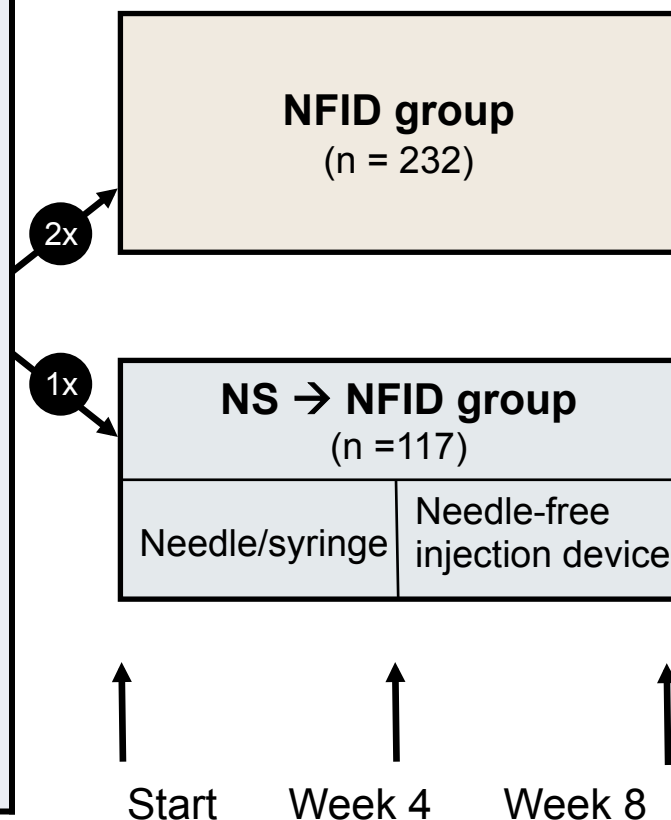 NFID group
(n = 232)
2x
1x
NS → NFID group
(n =117)
Needle/syringe
Needle-free
injection device
Start
Week 4
Week 8